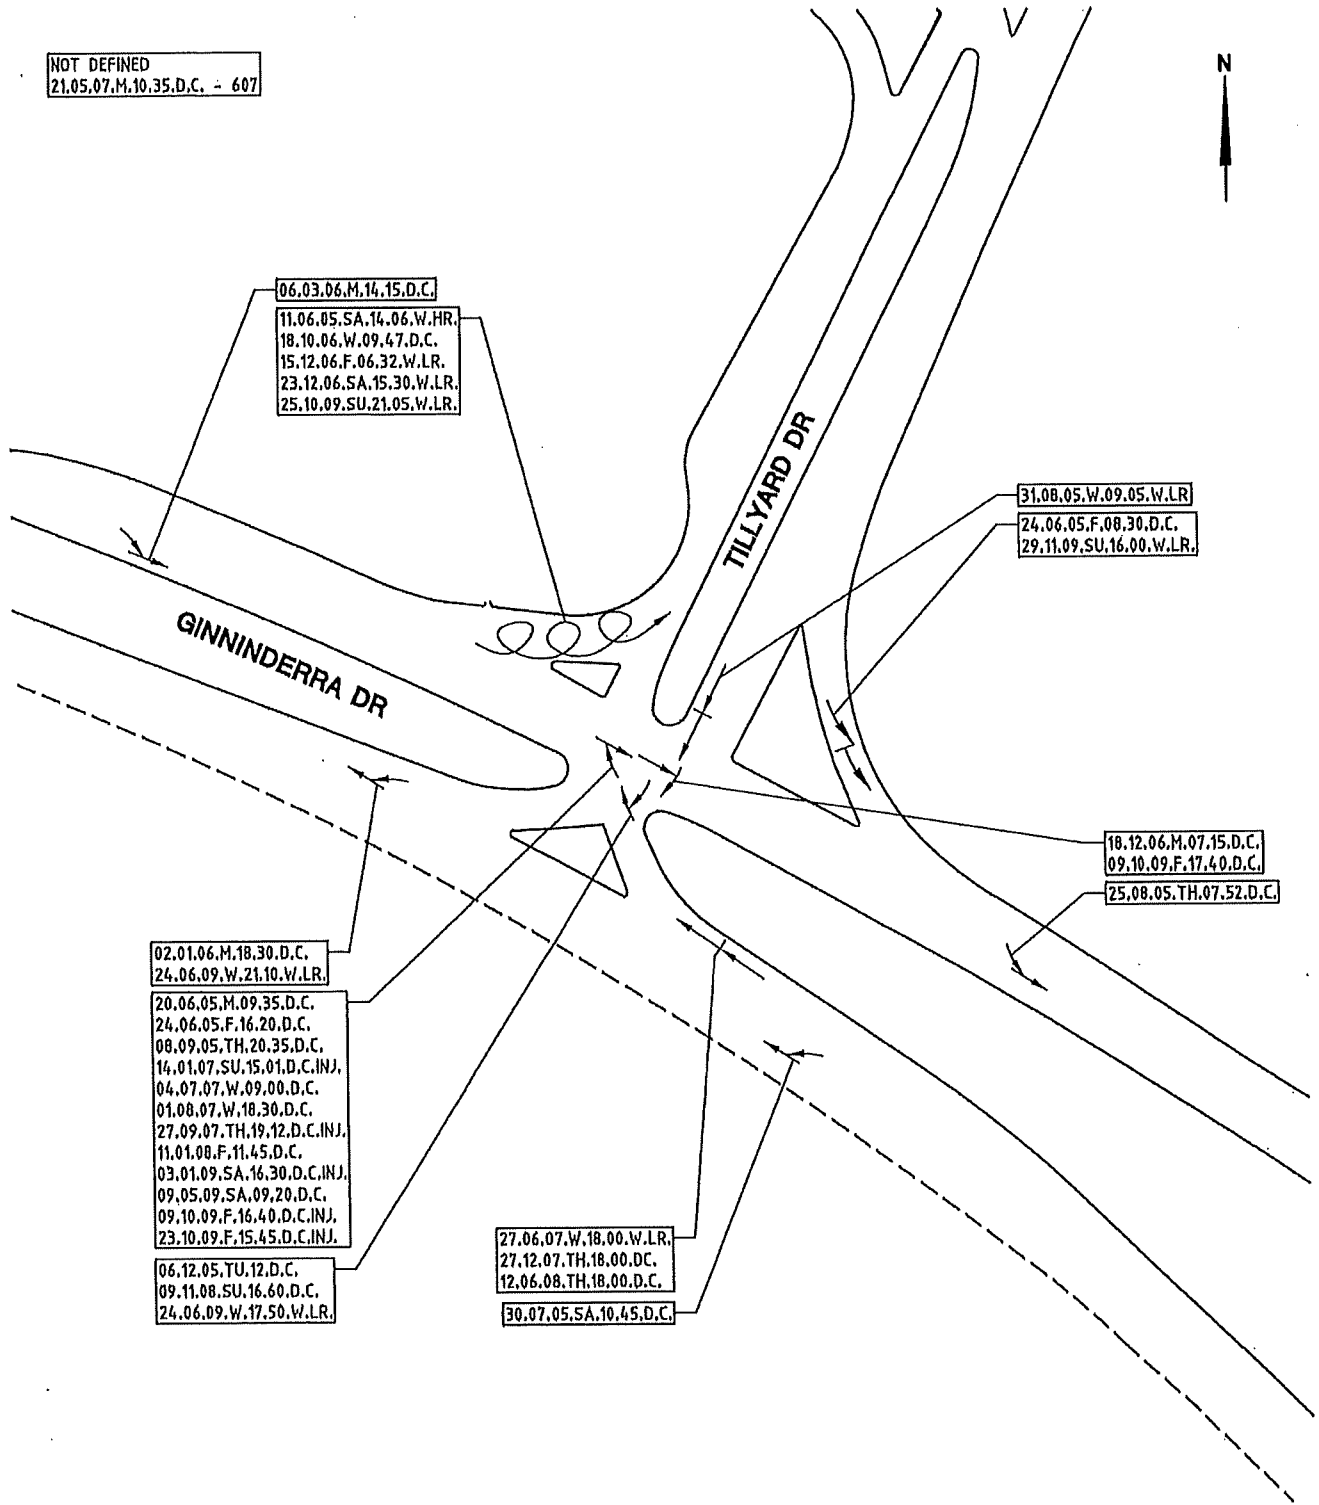 NOT DEFINED
21.05.07.M.10.35.D.C. - 607
N
06.03.06.M.14.15.D.C.
11.06.05.SA.14.06.W.HR.
18.10.06.W.09.47.D.C.
15.12.06.F.06.32.W.LR.
23.12.06.SA.15.30.W.LR.
25.10.09.SU.21.05.W.LR.
TILLYARD DR
31.08.05.W.09.05.W.LR
24.06.05.F.08.30.D.C.
29.11.09.SU.16.00.W.LR.
GINNINDERRA DR
18.12.06.M.07.15.D.C.
09.10.09.F.17.40.D.C.
25.08.05.TH.07.52.D.C.
02.01.06.M.18.30.D.C.
24.06.09.W.21.10.W.LR.
20.06.05.M.09.35.D.C.
24.06.05.F.16.20.D.C.
08.09.05.TH.20.35.D.C.
14.01.07.SU.15.01.D.C.INJ.
04.07.07.W.09.00.D.C.
01.08.07.W.18.30.D.C.
27.09.07.TH.19.12.D.C.INJ.
11.01.08.F.11.45.D.C.
03.01.09.SA.16.30.D.C.INJ.
09.05.09.SA.09.20.D.C.
09.10.09.F.16.40.D.C.INJ.
23.10.09.F.15.45.D.C.INJ.
06.12.05.TU.12.D.C.
09.11.08.SU.16.60.D.C.
24.06.09.W.17.50.W.LR.
27.06.07.W.18.00.W.LR.
27.12.07.TH.18.00.DC.
12.06.08.TH.18.00.D.C.
30.07.05.SA.10.45.D.C.